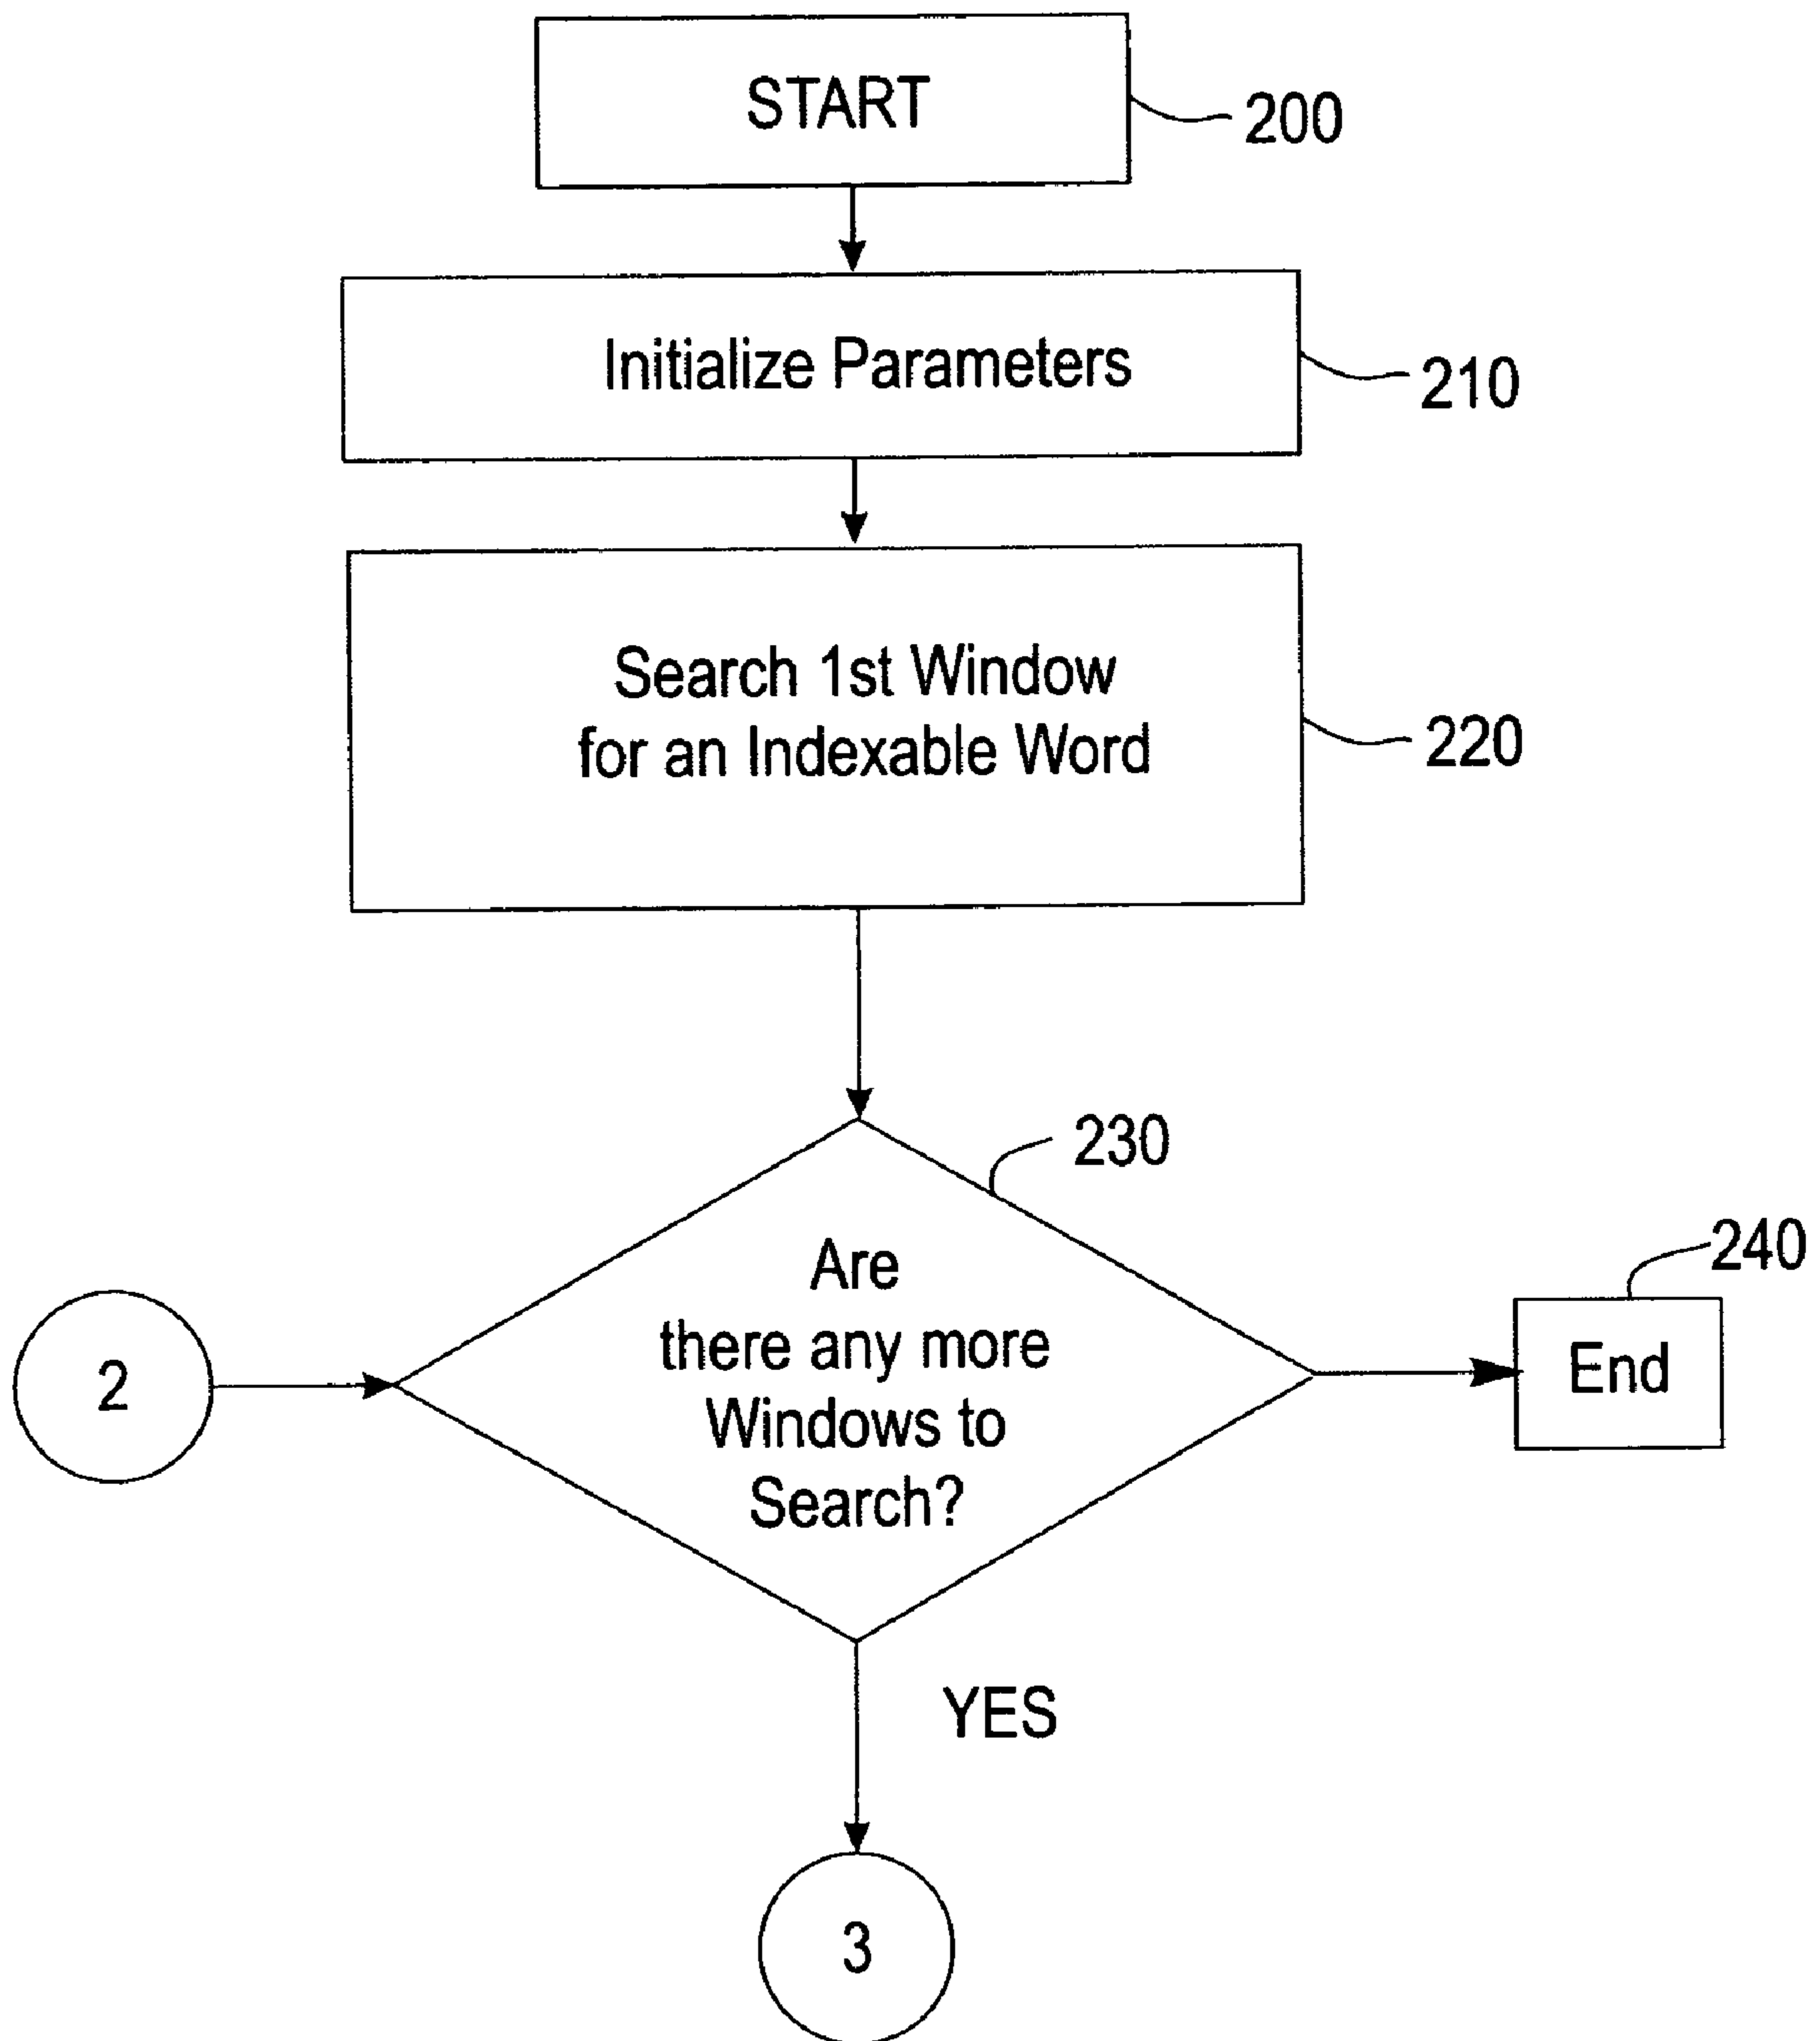 START
200
Initialize Parameters
210
Search 1st Window
for an Indexable Word
220
230
Are
there any more
Windows to
Search?
240
End
2
YES
3